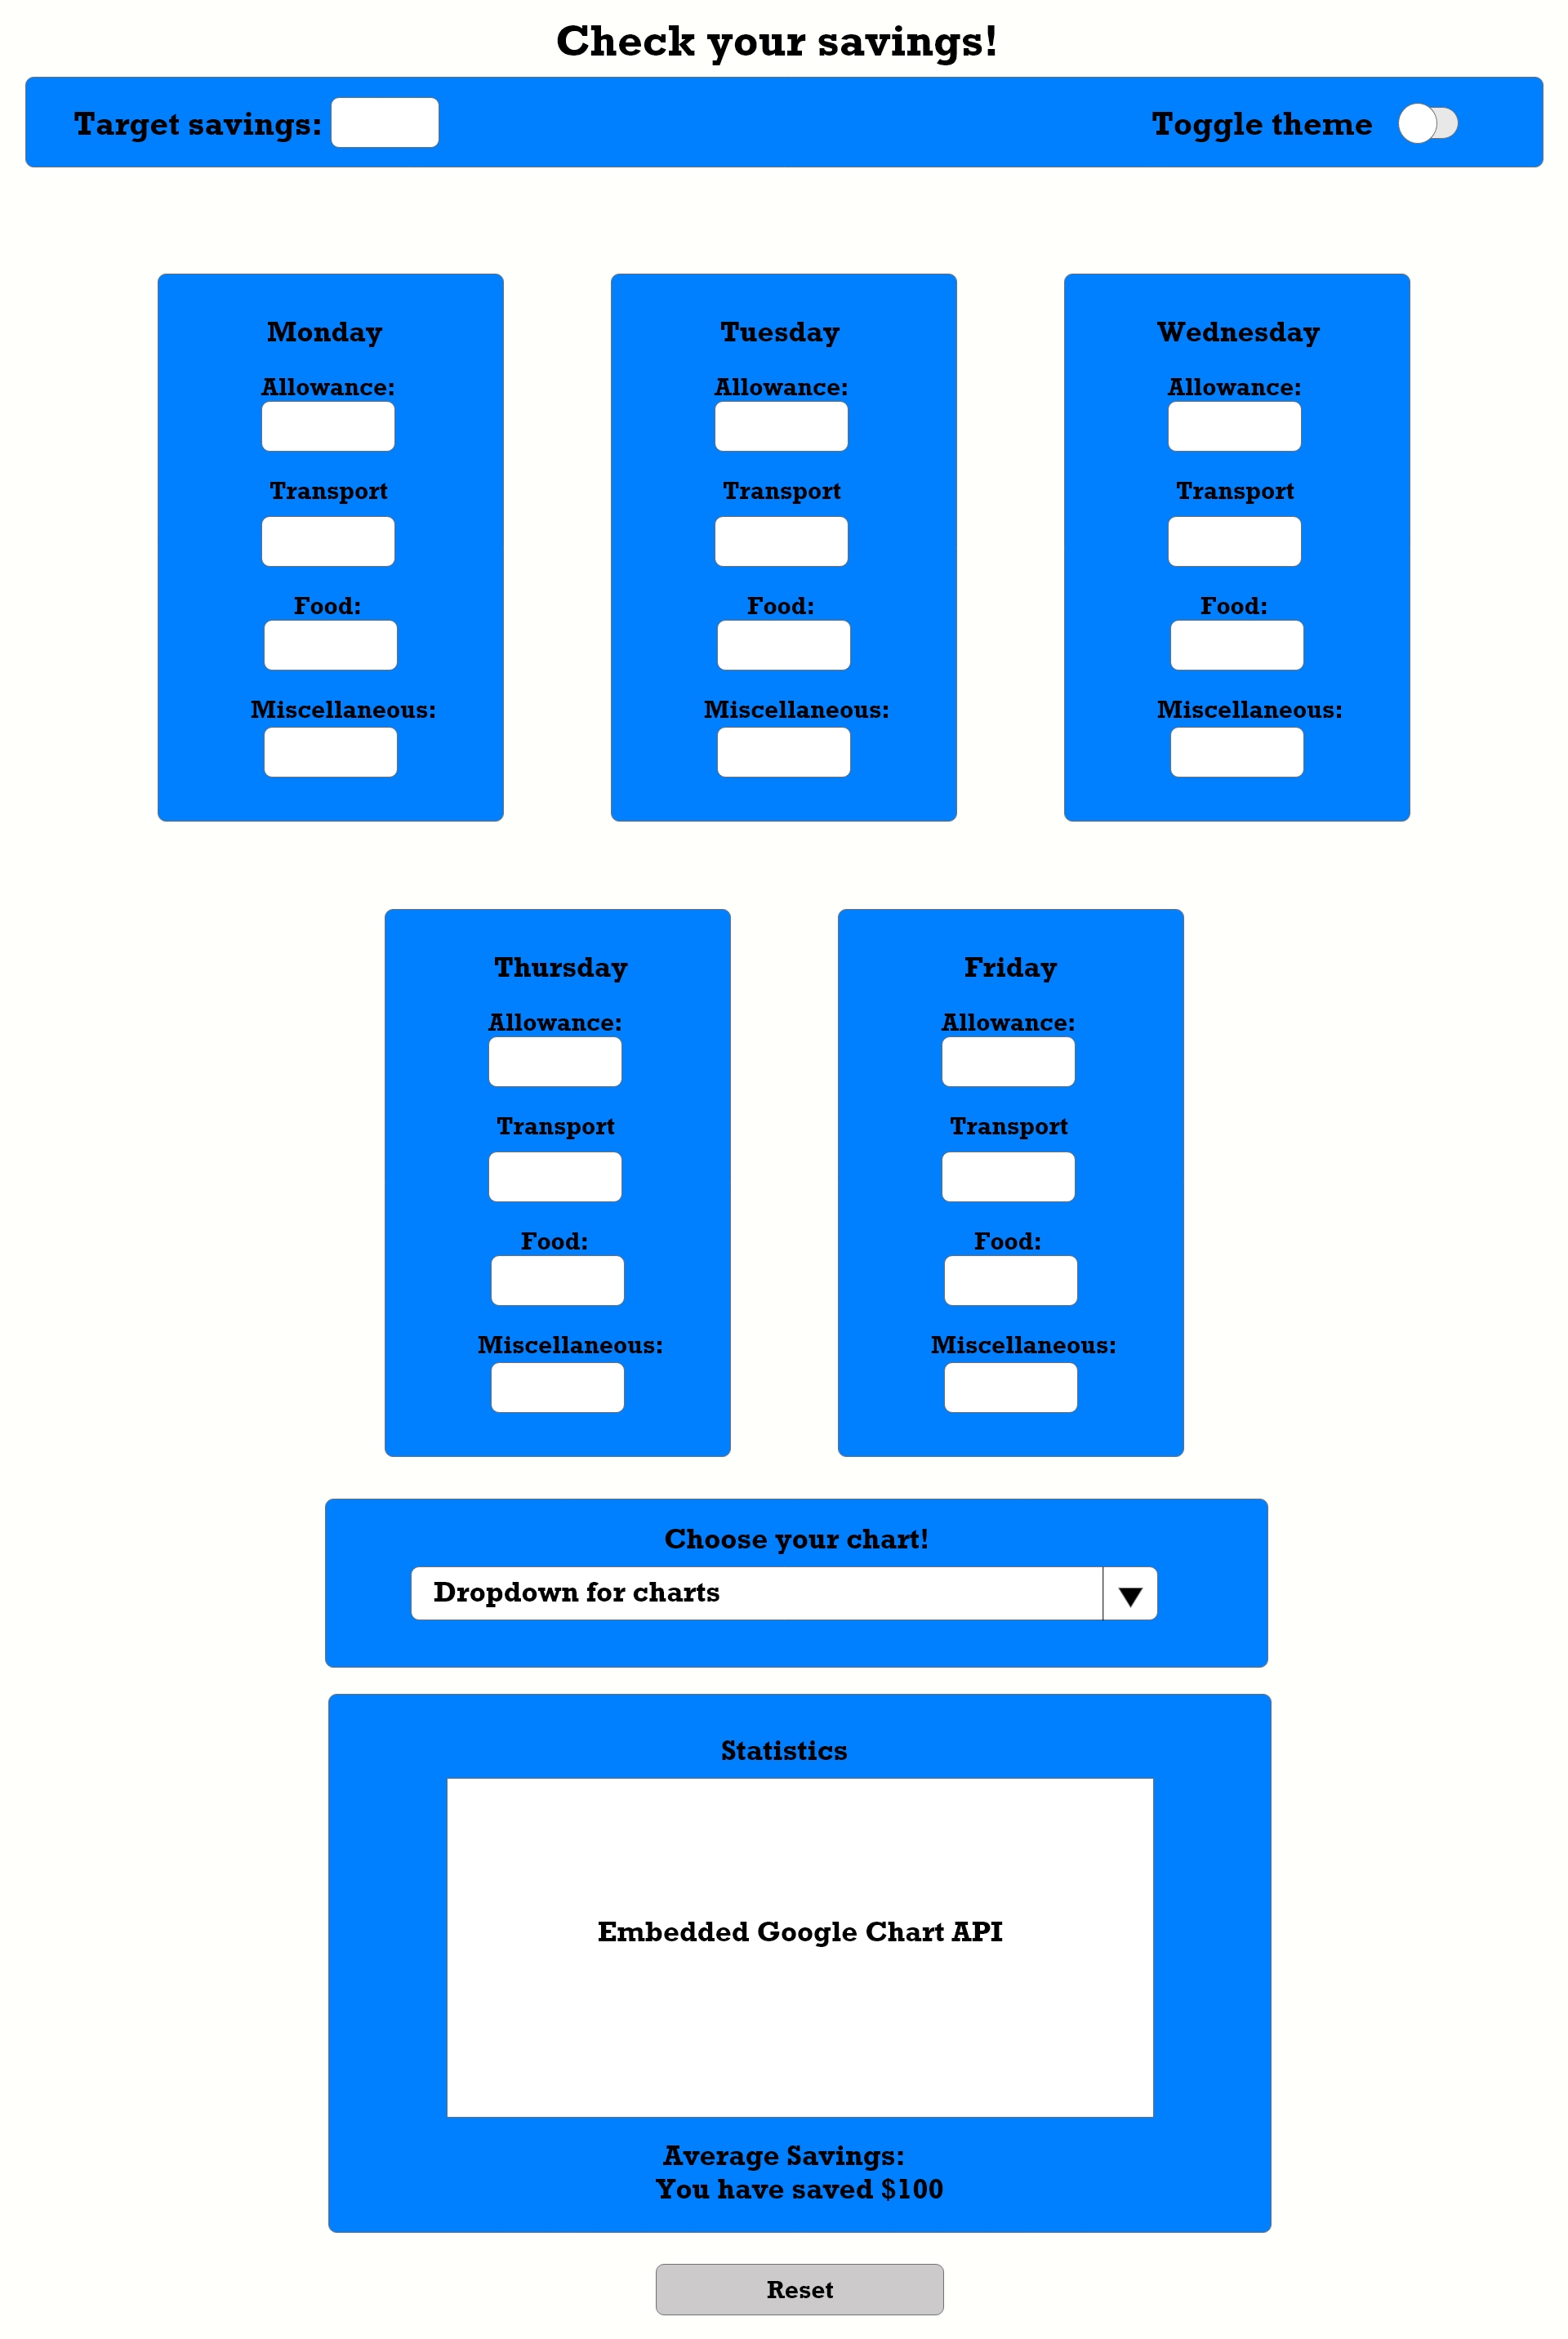 Check your savings!
Target savings:
Toggle theme
Monday
Allowance:
Transport
Food:
Miscellaneous:
Tuesday
Allowance:
Transport
Food:
Miscellaneous:
Wednesday
Allowance:
Transport
Food:
Miscellaneous:
Thursday
Allowance:
Transport
Food:
Miscellaneous:
Friday
Allowance:
Transport
Food:
Miscellaneous:
Choose your chart!
Dropdown for charts
Statistics
Embedded Google Chart API
Average Savings:
You have saved $100
Reset